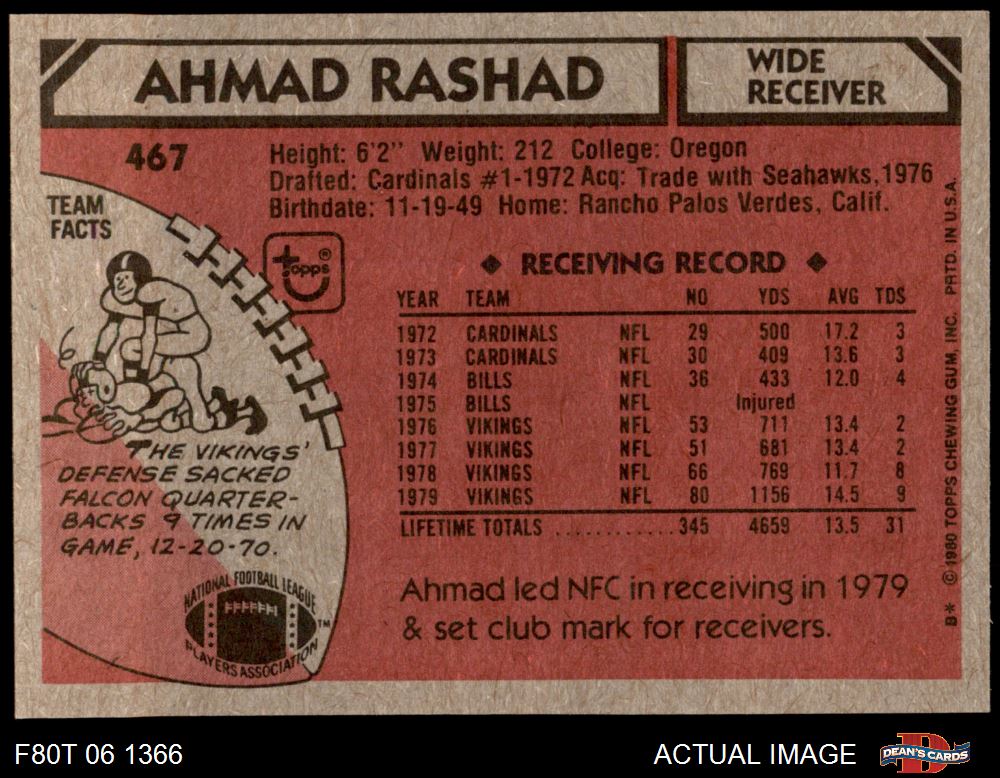 AHMAD RASHAD
WIDE
RECEIVER
467
Height: 6'2" Weight: 212 College: Oregon
Drafted: Cardinals #1-1972 Acq: Trade with Seahawks, 1976
Birthdate: 11-19-49 Home: Rancho Palos Verdes, Calif.
TEAM
FACTS
topps®
THE VIKINGS'
DEFENSE SACKED
FALCON QUARTER-
BACKS 9 TIMES IN
GAME, 12-20-70.
NATIONAL FOOTBALL LEAGUE
PLAYERS ASSOCIATION
TM
◆ RECEIVING RECORD ◆
YEAR TEAM NO YDS AVG TDS
1972 CARDINALS NFL 29 500 17.2 3
1973 CARDINALS NFL 30 409 13.6 3
1974 BILLS NFL 36 433 12.0 4
1975 BILLS NFL Injured
1976 VIKINGS NFL 53 711 13.4 2
1977 VIKINGS NFL 51 681 13.4 2
1978 VIKINGS NFL 66 769 11.7 8
1979 VIKINGS NFL 80 1156 14.5 9
LIFETIME TOTALS ............ 345 4659 13.5 31
Ahmad led NFC in receiving in 1979
& set club mark for receivers.
B* © 1980 TOPPS CHEWING GUM, INC. PRTD. IN U.S.A.
F80T 06 1366
ACTUAL IMAGE
DEAN'S CARDS